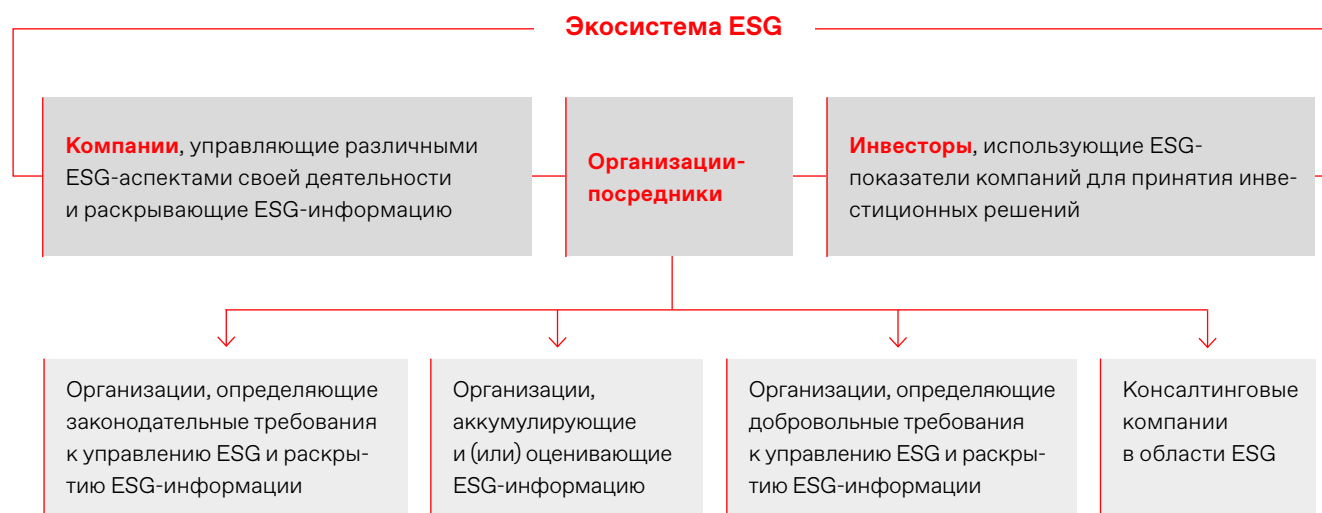 Экосистема ESG
Компании, управляющие различными
ESG-аспектами своей деятельности
и раскрывающие ESG-информацию
Организации-
посредники
Инвесторы, использующие ESG-
показатели компаний для принятия инве-
стиционных решений
Организации, определяющие
законодательные требования
к управлению ESG и раскры-
тию ESG-информации
Организации,
аккумулирующие
и (или) оценивающие
ESG-информацию
Организации, определяющие
добровольные требования
к управлению ESG и раскры-
тию ESG-информации
Консалтинговые
компании
в области ESG